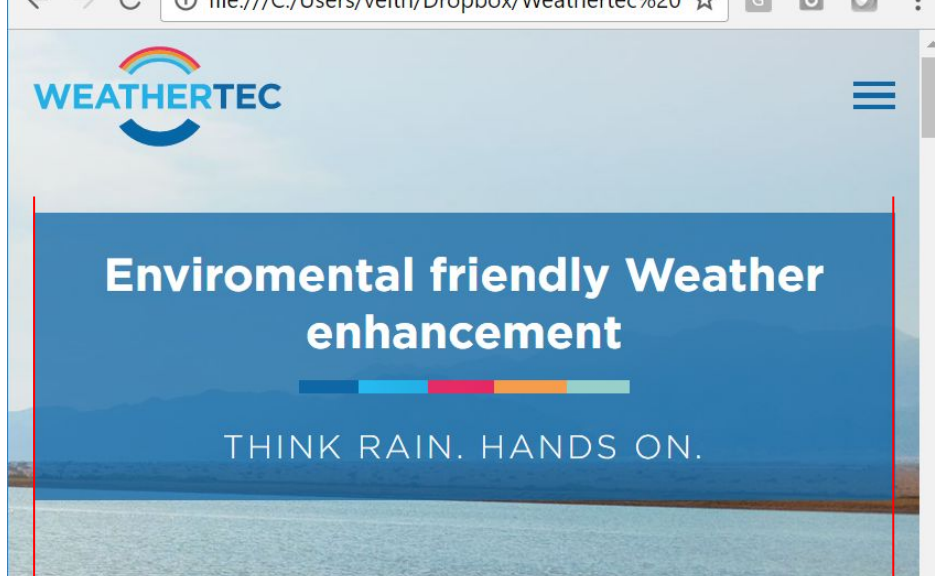 file:///C:/Users/veith/Dropbox/Weathertec%20
WEATHERTEC
Enviromental friendly Weather
enhancement
THINK RAIN. HANDS ON.